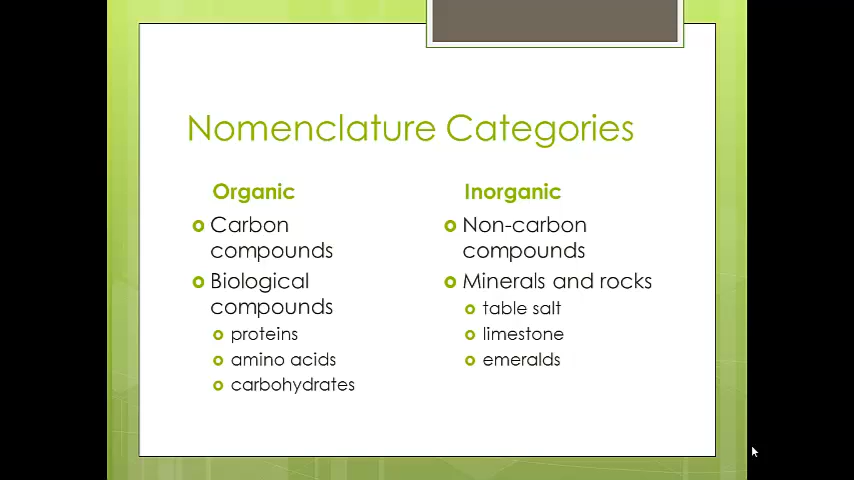 Nomenclature Categories
Organic
Carbon
compounds
Biological
compounds
proteins
amino acids
carbohydrates
Inorganic
Non-carbon
compounds
Minerals and rocks
table salt
limestone
emeralds